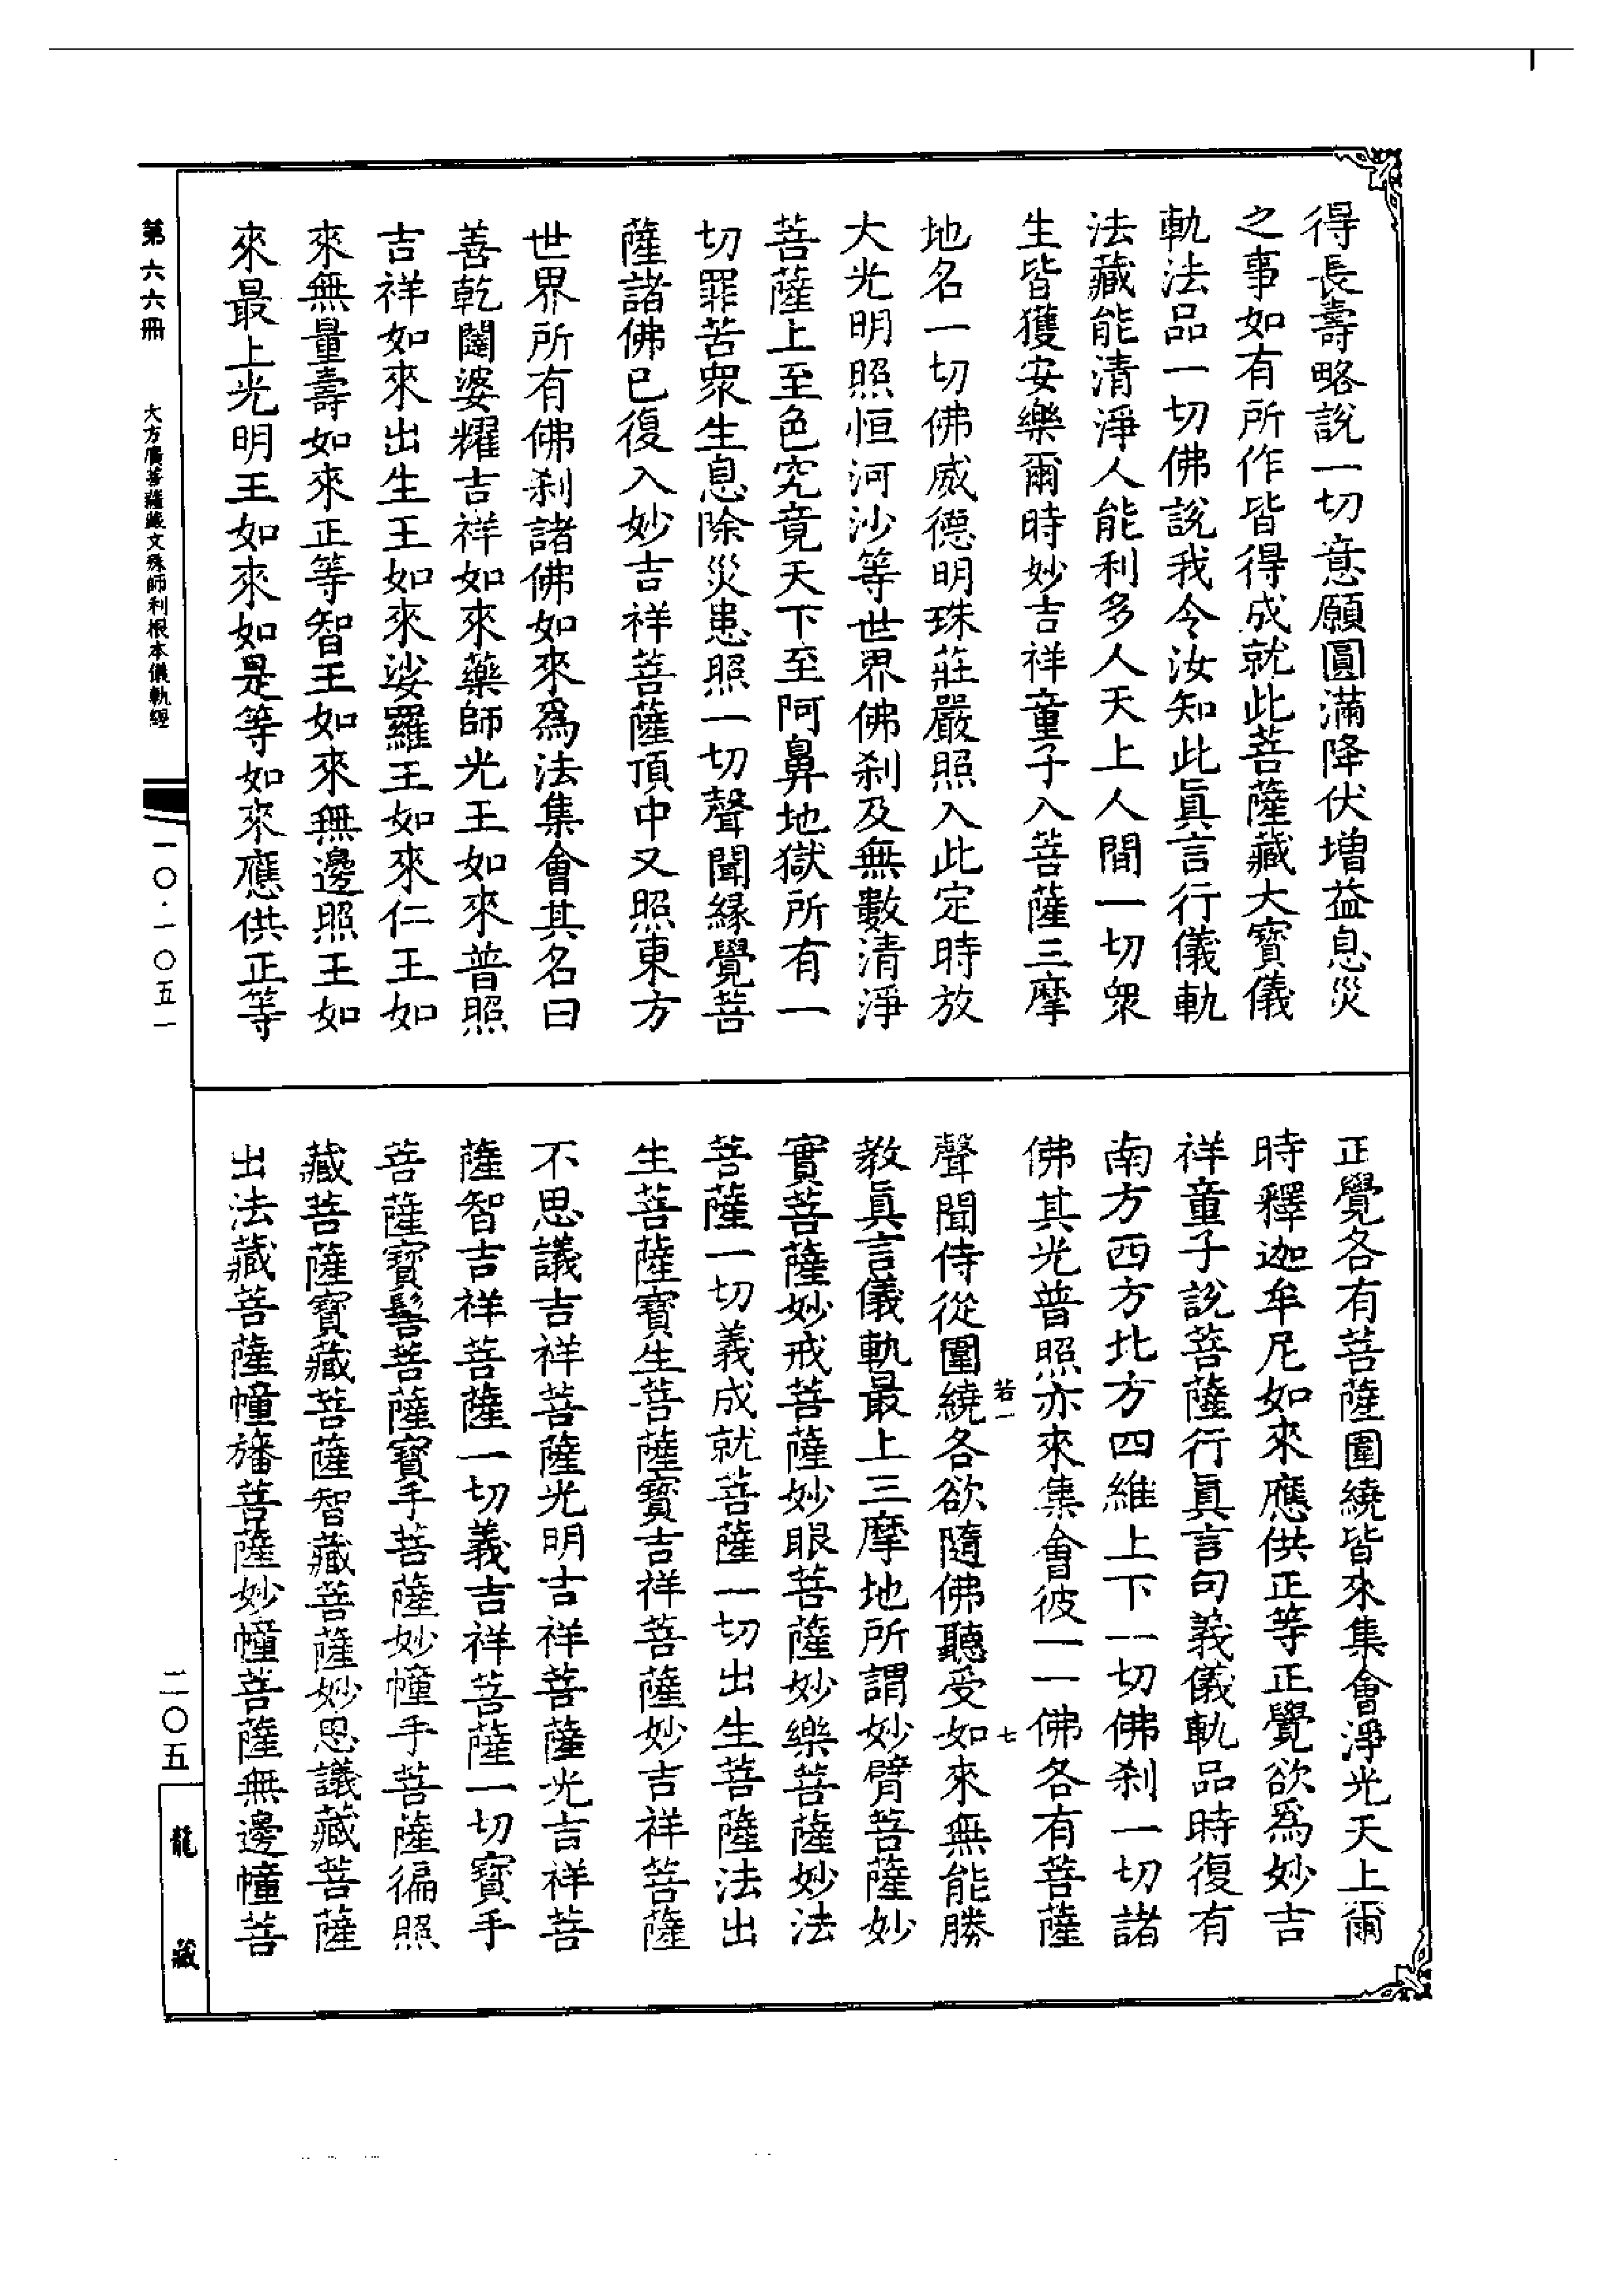 得長壽略說一切意願圓滿降伏增益息災
之事如有所作皆得成就此菩薩藏大寶儀
軌法品一切佛說我今汝知此眞言行儀軌
法藏能清淨人能利多人天上人間一切衆
生皆獲安樂爾時妙吉祥童子入菩薩三摩
地名一切佛威德明珠莊嚴照入此定時放
大光明照恒河沙等世界佛刹及無數清淨
菩薩上至色究竟天下至阿鼻地獄所有一
切罪苦衆生息除災患照一切聲聞緣覺菩
薩諸佛已復入妙吉祥菩薩頂中又照東方
世界所有佛刹諸佛如來爲法集會其名曰
善乾闥婆耀吉祥如來藥師光王如來普照
吉祥如來出生王如來娑羅王如來仁王如
來無量壽如來正等智王如來無邊照王如
來最上光明王如來如是等如來應供正等
正覺各有菩薩圍繞皆來集會淨光天上爾
時釋迦牟尼如來應供正等正覺欲爲妙吉
祥童子說菩薩行眞言句義儀軌品時復有
南方西方北方四維上下一切佛刹一切諸
佛其光普照亦來集會彼一一佛各有菩薩
若一 七
聲聞侍從圍繞各欲隨佛聽受如來無能勝
教眞言儀軌最上三摩地所謂妙臂菩薩妙
寶菩薩妙戒菩薩妙眼菩薩妙樂菩薩妙法
菩薩一切義成就菩薩一切出生菩薩法出
生菩薩寶生菩薩寶吉祥菩薩妙吉祥菩薩
不思議吉祥菩薩光明吉祥菩薩光吉祥菩
薩智吉祥菩薩一切義吉祥菩薩一切寶手
菩薩寶髻菩薩寶手菩薩妙幢手菩薩徧照
藏菩薩寶藏菩薩智藏菩薩妙思議藏菩薩
出法藏菩薩幢旛菩薩妙幢菩薩無邊幢菩
第六六冊 大方廣菩薩藏文殊師利根本儀軌經 一〇·一〇五一
二〇五 龍藏